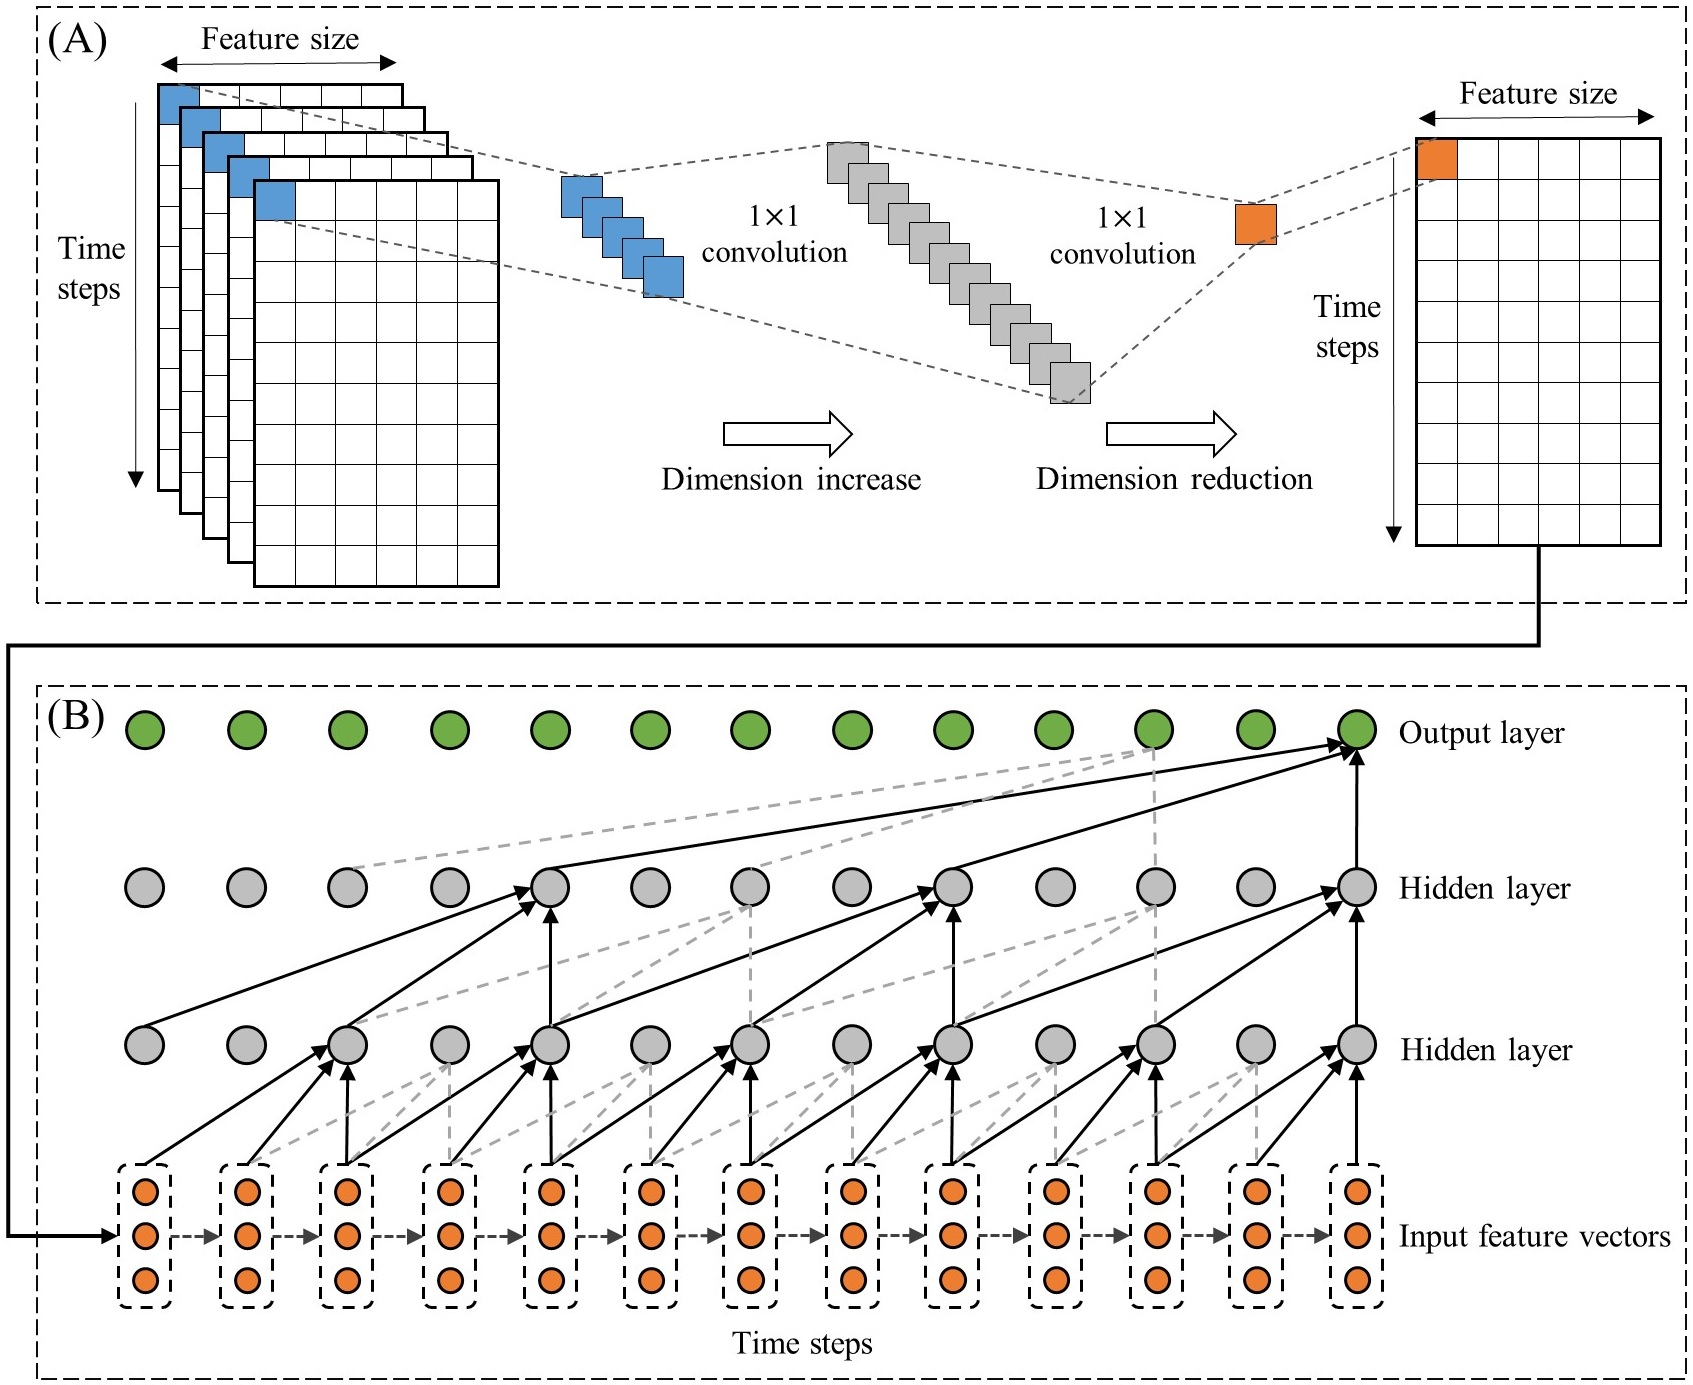 (A)
Feature size
Time
steps
1×1
convolution
1×1
convolution
Dimension increase
Dimension reduction
Feature size
Time
steps
(B)
Output layer
Hidden layer
Hidden layer
Input feature vectors
Time steps